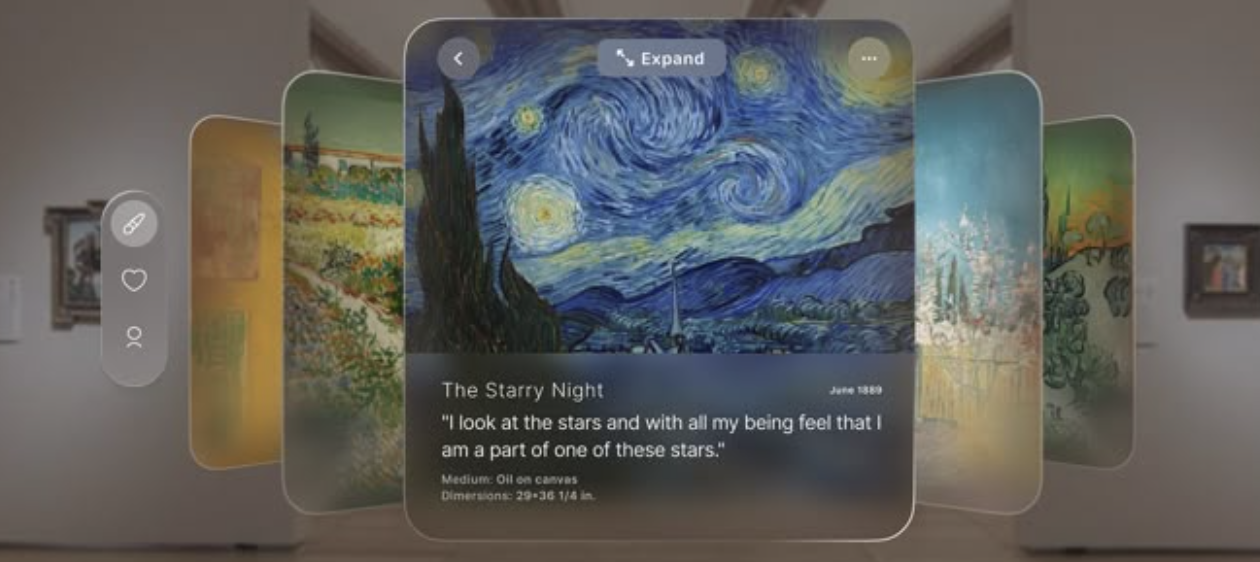 Expand
The Starry Night
June 1889
"I look at the stars and with all my being feel that I
am a part of one of these stars."
Medium: Oil on canvas
Dimensions: 29*36 1/4 in.